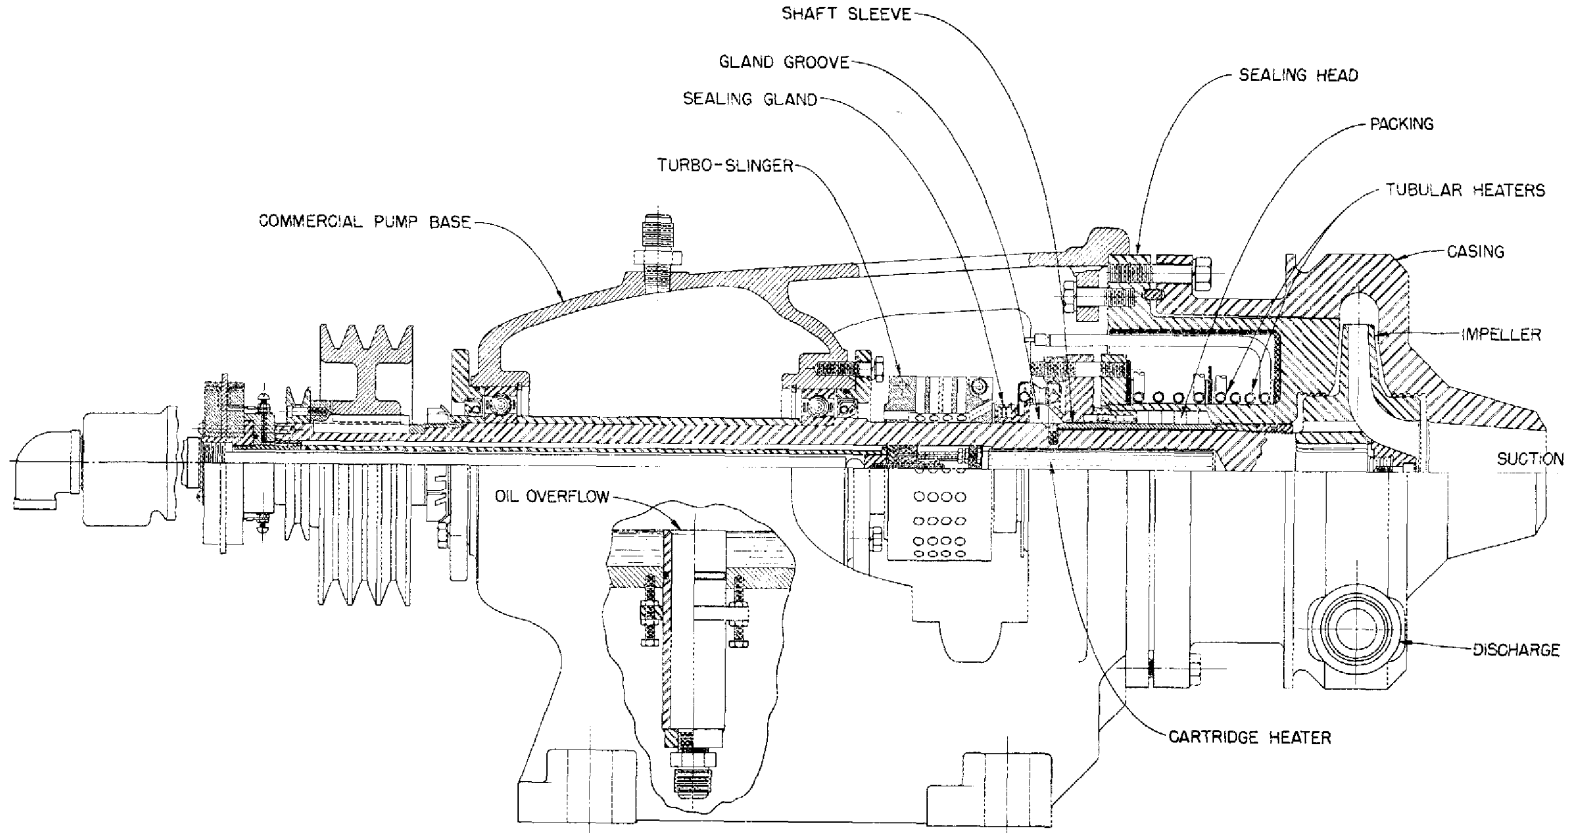 SHAFT SLEEVE
GLAND GROOVE
SEALING HEAD
SEALING GLAND
PACKING
TURBO-SLINGER
TUBULAR HEATERS
COMMERCIAL PUMP BASE
CASING
IMPELLER
SUCTION
OIL OVERFLOW
DISCHARGE
CARTRIDGE HEATER